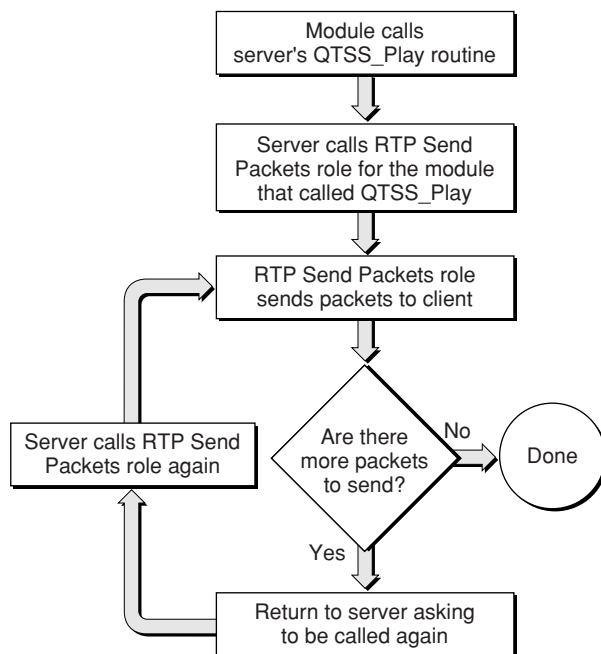 Module calls
server's QTSS_Play routine
Server calls RTP Send
Packets role for the module
that called QTSS_Play
RTP Send Packets role
sends packets to client
Are there
more packets
to send?
No
Done
Yes
Return to server asking
to be called again
Server calls RTP Send
Packets role again